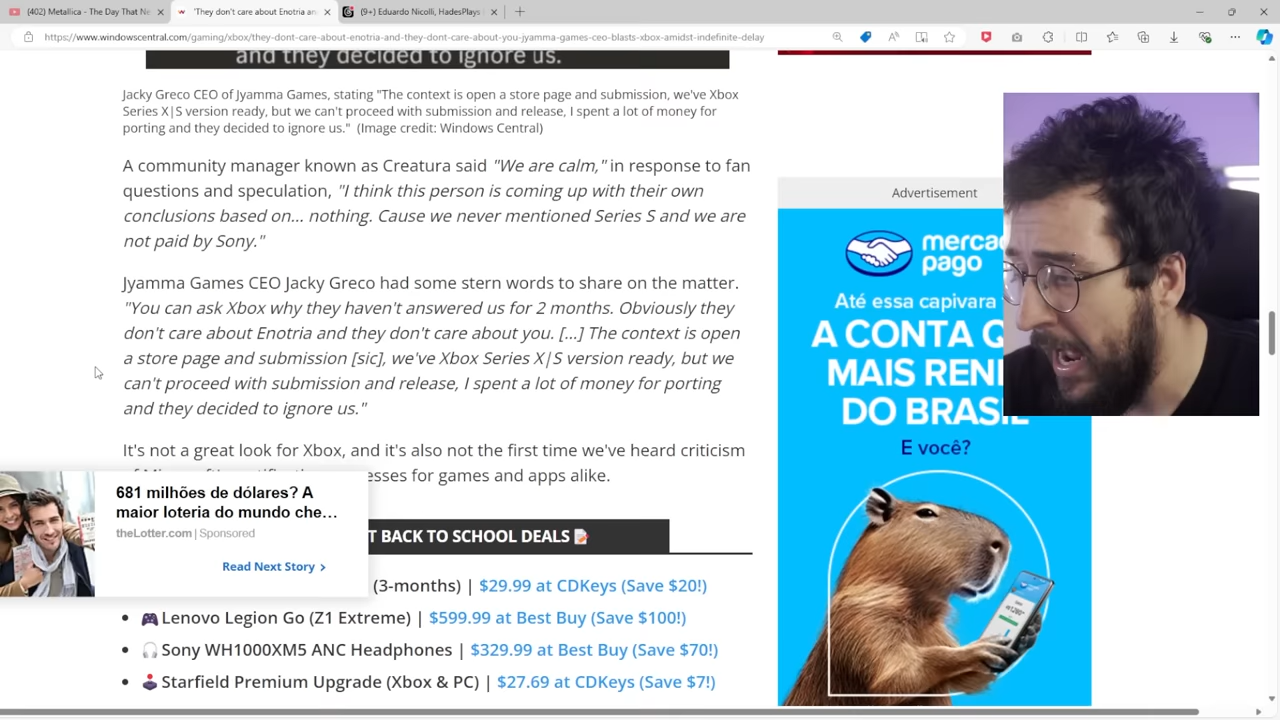 (402) Metallica - The Day That Ne
'They don't care about Enotria an
(9+) Eduardo Nicolli, HadesPlays |
https://www.windowscentral.com/gaming/xbox/they-dont-care-about-enotria-and-they-dont-care-about-you-jyamma-games-ceo-blasts-xbox-amidst-indefinite-delay
and they decided to ignore us."
Jacky Greco CEO of Jyamma Games, stating "The context is open a store page and submission, we've Xbox
Series X|S version ready, but we can't proceed with submission and release, I spent a lot of money for
porting and they decided to ignore us." (Image credit: Windows Central)
A community manager known as Creatura said "We are calm," in response to fan
questions and speculation, "I think this person is coming up with their own
conclusions based on... nothing. Cause we never mentioned Series S and we are
not paid by Sony."
Jyamma Games CEO Jacky Greco had some stern words to share on the matter.
"You can ask Xbox why they haven't answered us for 2 months. Obviously they
don't care about Enotria and they don't care about you. [...] The context is open
a store page and submission [sic], we've Xbox Series X|S version ready, but we
can't proceed with submission and release, I spent a lot of money for porting
and they decided to ignore us."
It's not a great look for Xbox, and it's also not the first time we've heard criticism
esses for games and apps alike.
681 milhões de dólares? A
maior loteria do mundo che...
theLotter.com | Sponsored
Read Next Story >
T BACK TO SCHOOL DEALS
(3-months) | $29.99 at CDKeys (Save $20!)
Lenovo Legion Go (Z1 Extreme) | $599.99 at Best Buy (Save $100!)
Sony WH1000XM5 ANC Headphones | $329.99 at Best Buy (Save $70!)
Starfield Premium Upgrade (Xbox & PC) | $27.69 at CDKeys (Save $7!)
Advertisement
merca
pago
Até essa capivara
A CONTA Q
MAIS REN
DO BRASIL
E você?